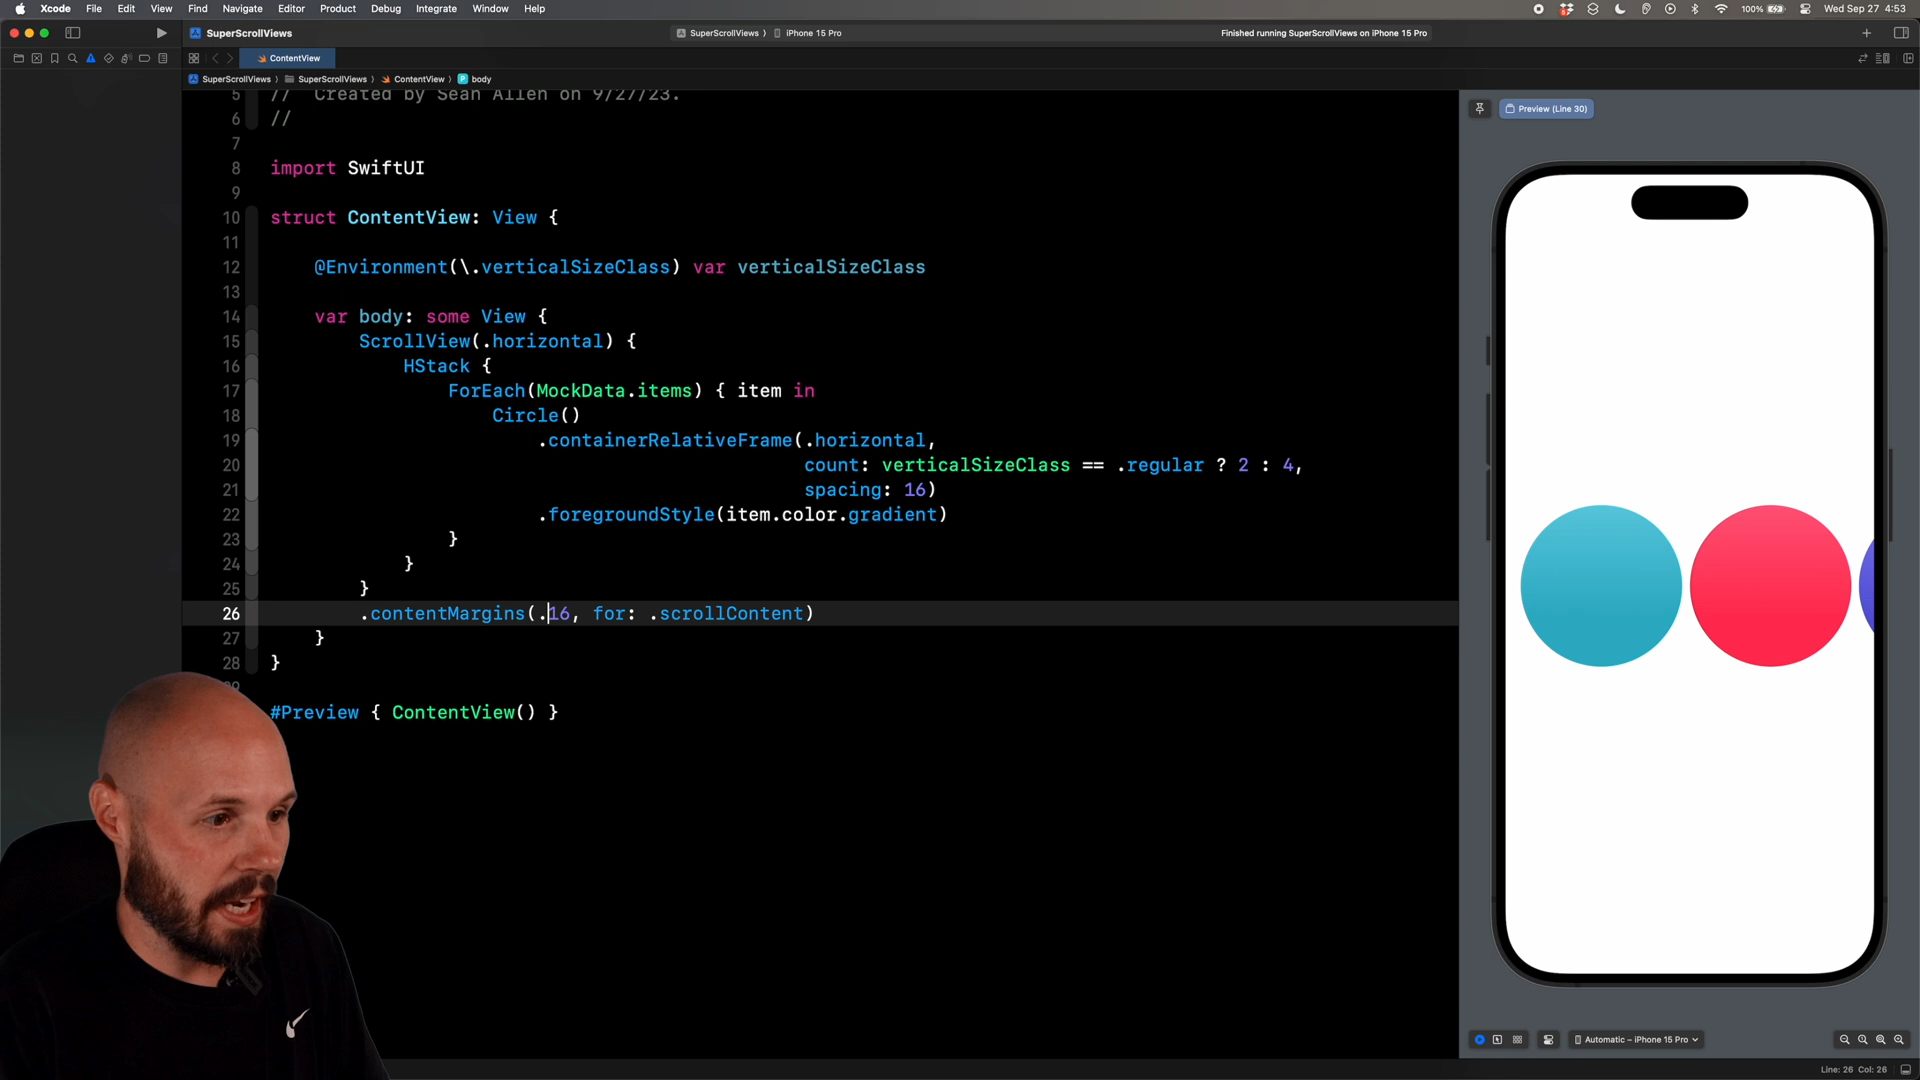 Xcode File Edit View Find Navigate Editor Product Debug Integrate Window Help
100% Wed Sep 27 4:53
SuperScrollViews
SuperScrollViews 〉 iPhone 15 Pro
Finished running SuperScrollViews on iPhone 15 Pro
ContentView
SuperScrollViews 〉 SuperScrollViews 〉 ContentView 〉 body
5 //  Created by Sean Allen on 9/27/23.
6 //
7
8 import SwiftUI
9
10 struct ContentView: View {
11
12     @Environment(\.verticalSizeClass) var verticalSizeClass
13
14     var body: some View {
15         ScrollView(.horizontal) {
16             HStack {
17                 ForEach(MockData.items) { item in
18                     Circle()
19                         .containerRelativeFrame(.horizontal,
20                                                 count: verticalSizeClass == .regular ? 2 : 4,
21                                                 spacing: 16)
22                         .foregroundStyle(item.color.gradient)
23                 }
24             }
25         }
26         .contentMargins(.16, for: .scrollContent)
27     }
28 }
29
#Preview { ContentView() }
Preview (Line 30)
Automatic – iPhone 15 Pro
Line: 26 Col: 26